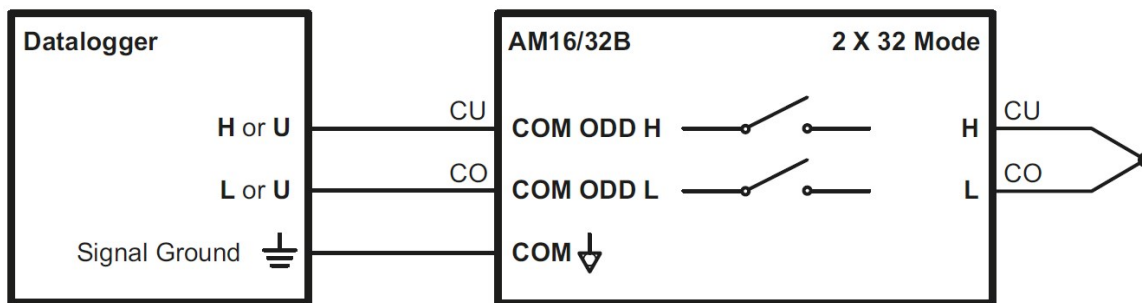 Datalogger
AM16/32B 2 X 32 Mode
H or U CU COM ODD H H CU
L or U CO COM ODD L L CO
Signal Ground COM